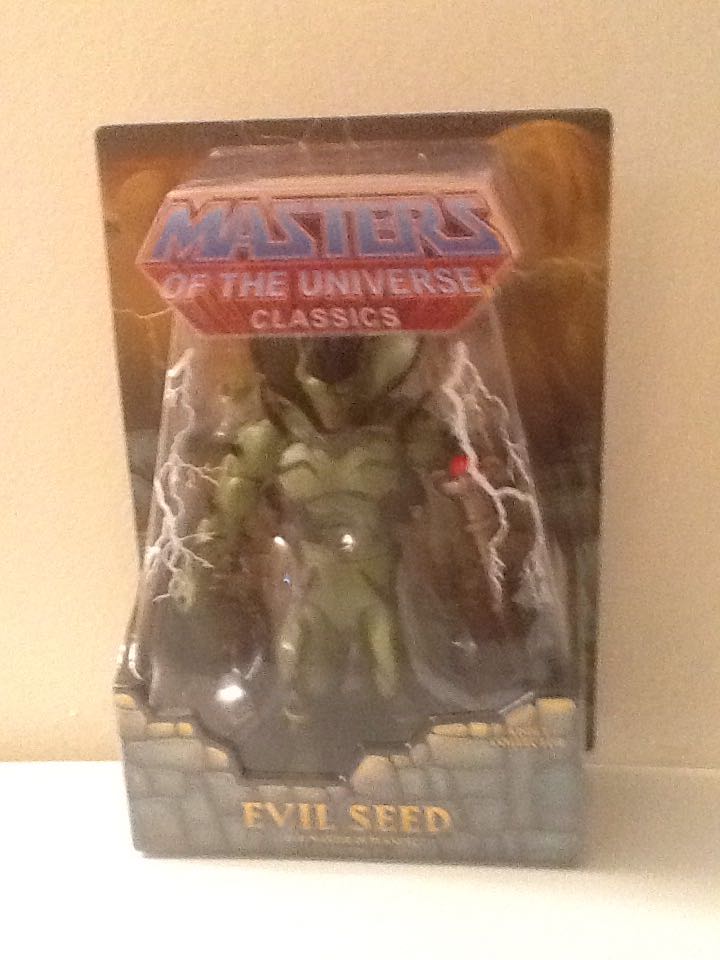 MASTERS
OF THE UNIVERSE
CLASSICS
EVIL SEED